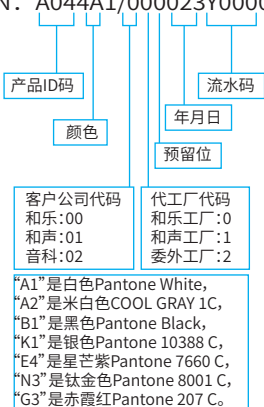 N: A044A1/000023Y0000
产品ID码
流水码
颜色
年月日
预留位
客户公司代码
和乐:00
和声:01
音科:02
代工厂代码
和乐工厂:0
和声工厂:1
委外工厂:2
“A1”是白色Pantone White,
“A2”是米白色COOL GRAY 1C,
“B1”是黑色Pantone Black,
“K1”是银色Pantone 10388 C,
“E4”是星芒紫Pantone 7660 C,
“N3”是钛金色Pantone 8001 C,
“G3”是赤霞红Pantone 207 C。